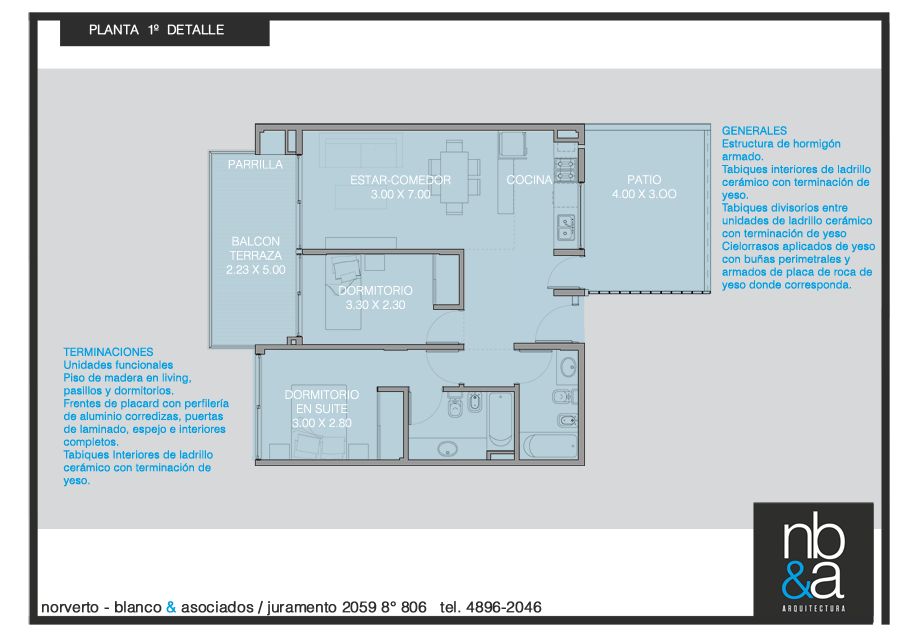 PLANTA 1º DETALLE
PARRILLA
ESTAR-COMEDOR
3.00 X 7.00
COCINA
PATIO
4.00 X 3.OO
BALCON
TERRAZA
2.23 X 5.00
DORMITORIO
3.30 X 2.30
DORMITORIO
EN SUITE
3.00 X 2.80
GENERALES
Estructura de hormigón
armado.
Tabiques interiores de ladrillo
cerámico con terminación de
yeso.
Tabiques divisorios entre
unidades de ladrillo cerámico
con terminación de yeso
Cielorrasos aplicados de yeso
con buñas perimetrales y
armados de placa de roca de
yeso donde corresponda.
TERMINACIONES
Unidades funcionales
Piso de madera en living,
pasillos y dormitorios.
Frentes de placard con perfilería
de aluminio corredizas, puertas
de laminado, espejo e interiores
completos.
Tabiques Interiores de ladrillo
cerámico con terminación de
yeso.
nb
&a
ARQUITECTURA
norverto - blanco & asociados / juramento 2059 8° 806 tel. 4896-2046